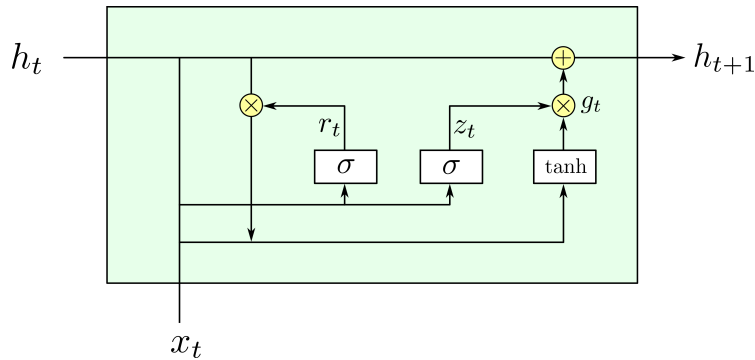 h_t
+
h_{t+1}
×
r_t
z_t
×
g_t
σ
σ
tanh
x_t